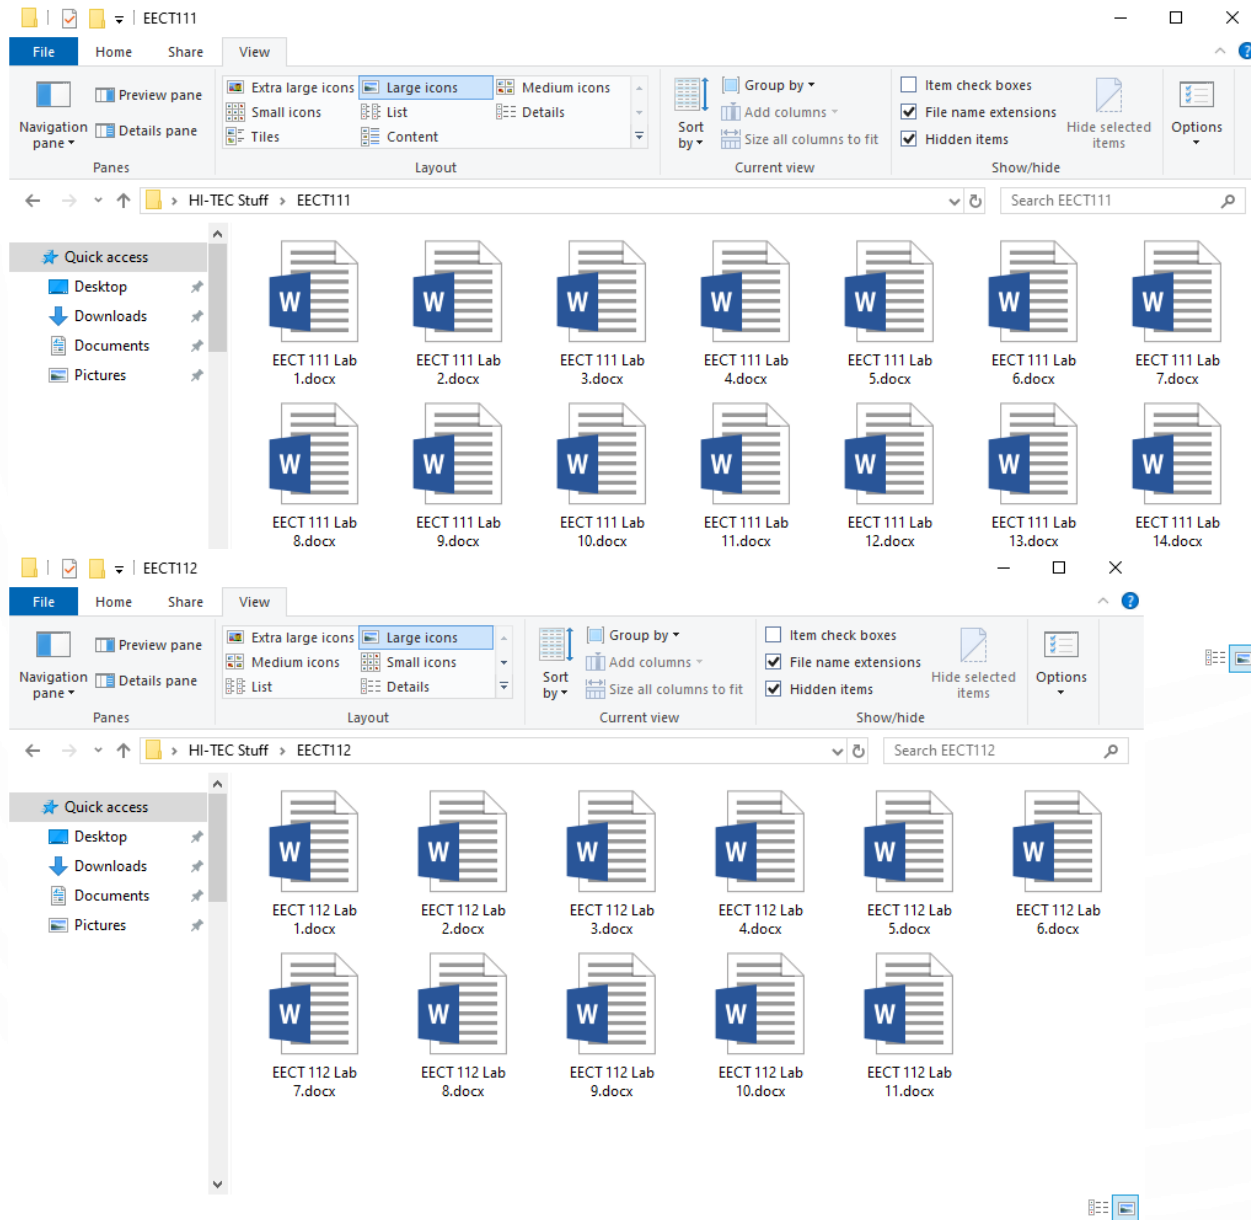 EECT111
File Home Share View
Preview pane
Details pane
Navigation pane
Panes
Extra large icons Large icons Medium icons
Small icons List Details
Tiles Content
Layout
Sort by
Group by
Add columns
Size all columns to fit
Current view
Item check boxes
File name extensions
Hidden items
Hide selected items
Show/hide
Options
HI-TEC Stuff > EECT111
Search EECT111
Quick access
Desktop
Downloads
Documents
Pictures
EECT 111 Lab 1.docx
EECT 111 Lab 2.docx
EECT 111 Lab 3.docx
EECT 111 Lab 4.docx
EECT 111 Lab 5.docx
EECT 111 Lab 6.docx
EECT 111 Lab 7.docx
EECT 111 Lab 8.docx
EECT 111 Lab 9.docx
EECT 111 Lab 10.docx
EECT 111 Lab 11.docx
EECT 111 Lab 12.docx
EECT 111 Lab 13.docx
EECT 111 Lab 14.docx
EECT112
File Home Share View
Preview pane
Details pane
Navigation pane
Panes
Extra large icons Large icons
Medium icons Small icons
List Details
Layout
Sort by
Group by
Add columns
Size all columns to fit
Current view
Item check boxes
File name extensions
Hidden items
Hide selected items
Show/hide
Options
HI-TEC Stuff > EECT112
Search EECT112
Quick access
Desktop
Downloads
Documents
Pictures
EECT 112 Lab 1.docx
EECT 112 Lab 2.docx
EECT 112 Lab 3.docx
EECT 112 Lab 4.docx
EECT 112 Lab 5.docx
EECT 112 Lab 6.docx
EECT 112 Lab 7.docx
EECT 112 Lab 8.docx
EECT 112 Lab 9.docx
EECT 112 Lab 10.docx
EECT 112 Lab 11.docx